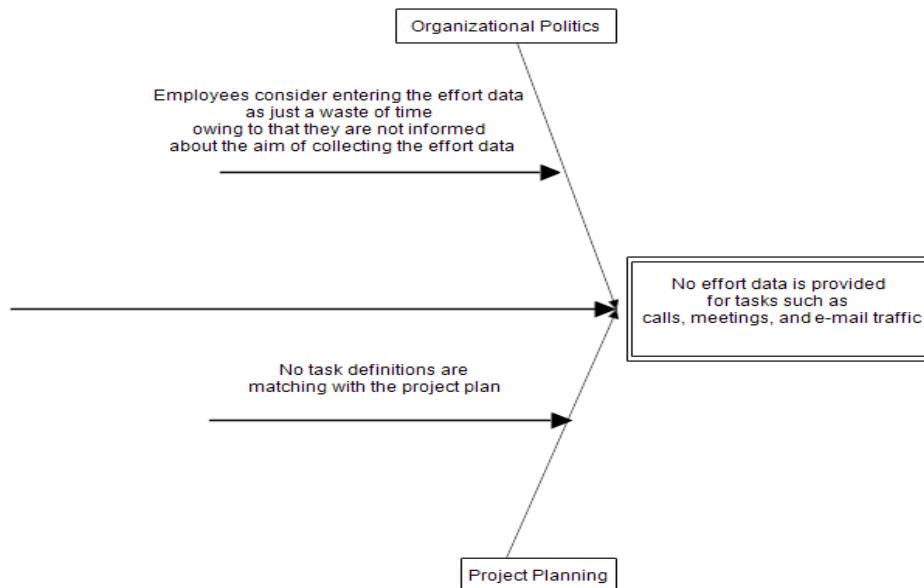 Organizational Politics
Employees consider entering the effort data
as just a waste of time
owing to that they are not informed
about the aim of collecting the effort data
No effort data is provided
for tasks such as
calls, meetings, and e-mail traffic
No task definitions are
matching with the project plan
Project Planning